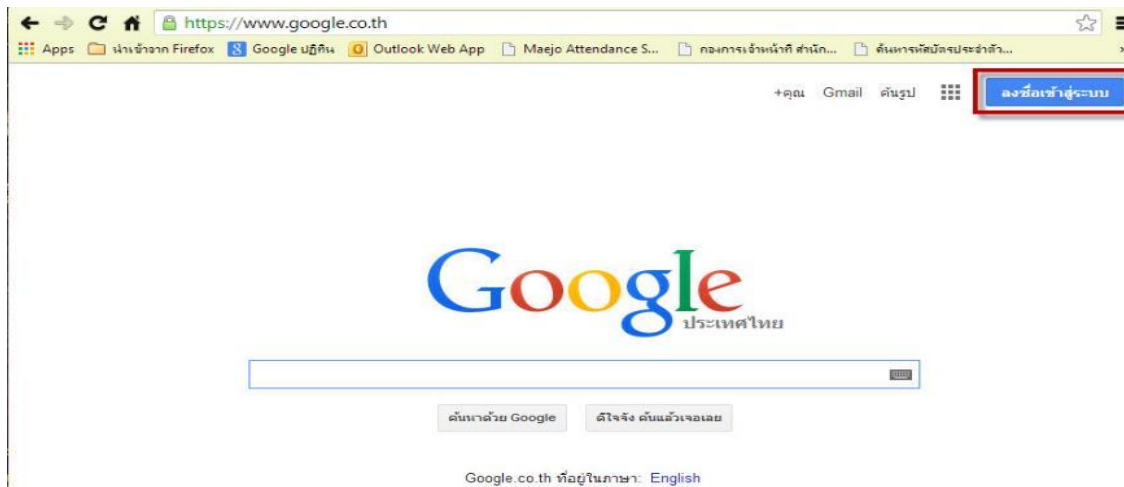 https://www.google.co.th
Apps นำเข้าจาก Firefox Google ปฏิทิน Outlook Web App Maejo Attendance S... กองการเจ้าหน้าที่ สำนัก... ค้นหารหัสบัตรประจำตัว...
+คุณ Gmail ค้นรูป ลงชื่อเข้าสู่ระบบ
Google
ประเทศไทย
ค้นหาด้วย Google ดีใจจัง ค้นแล้วเจอเลย
Google.co.th ที่อยู่ในภาษา: English